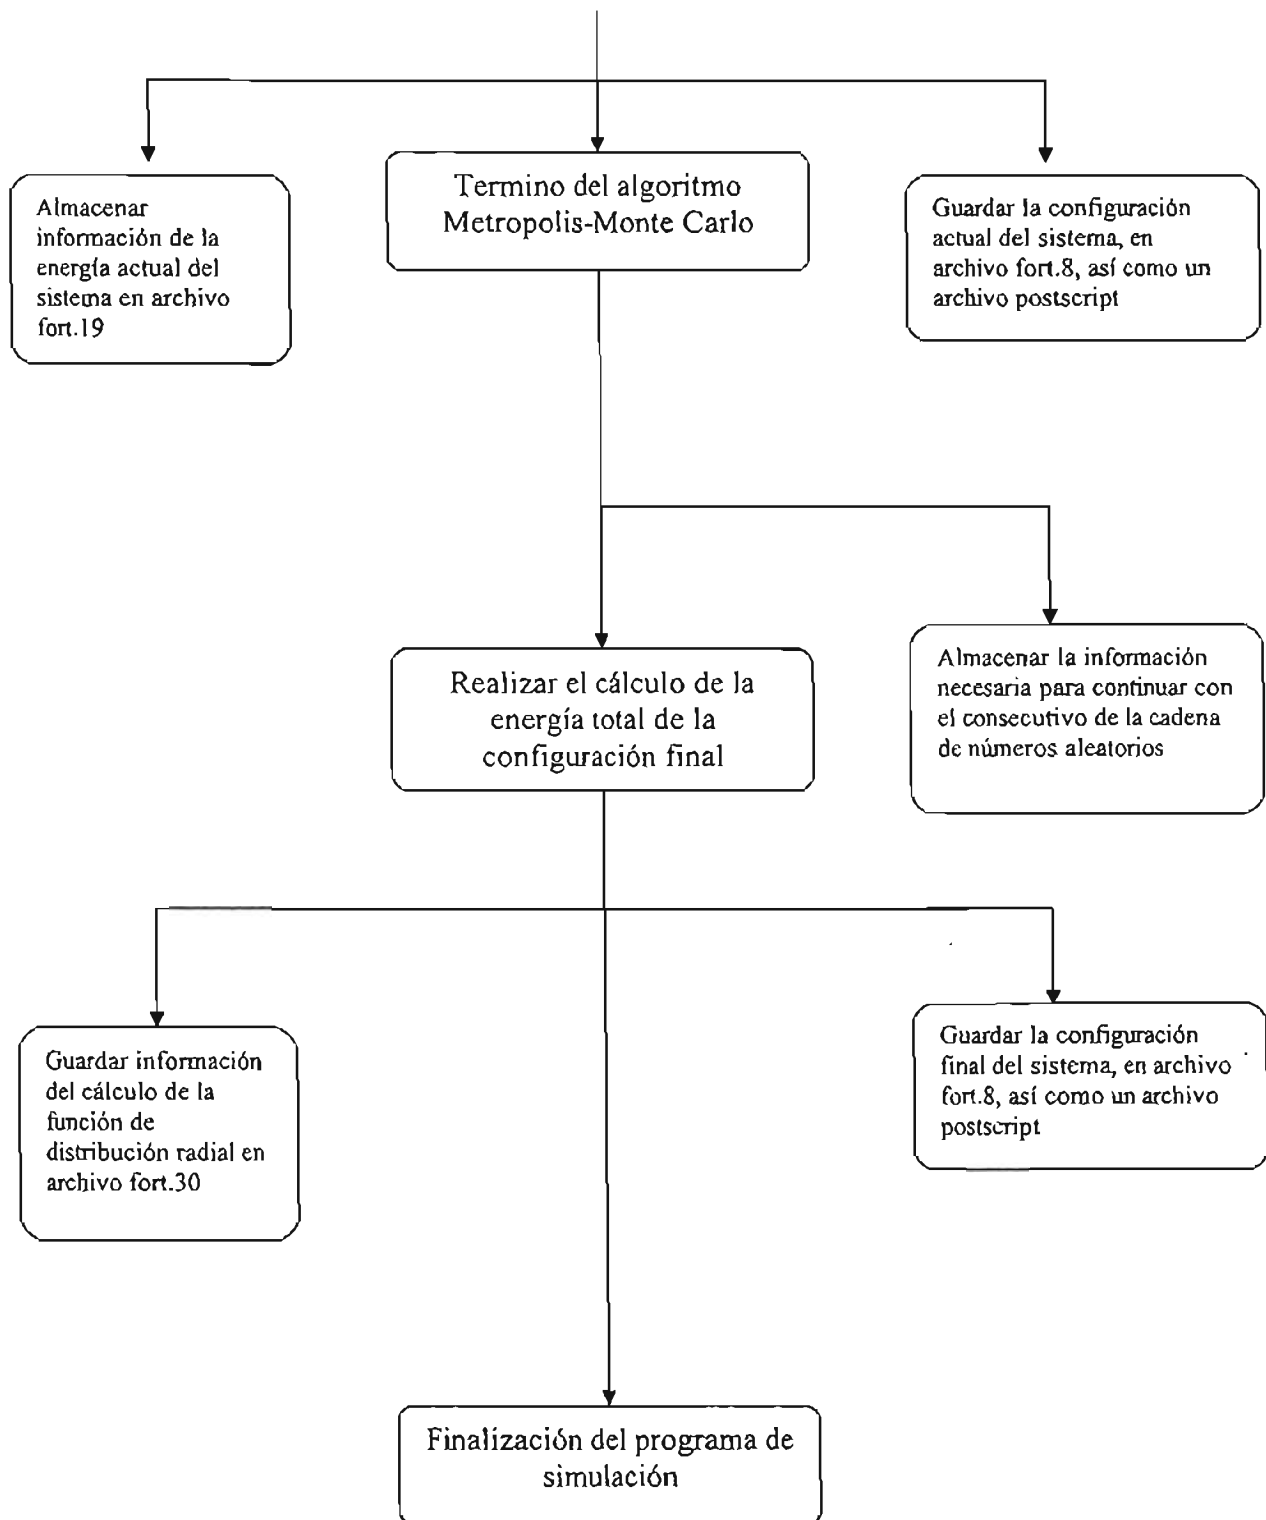 Almacenar
información de la
energía actual del
sistema en archivo
fort.19
Termino del algoritmo
Metropolis-Monte Carlo
Guardar la configuración
actual del sistema, en
archivo fort.8, así como un
archivo postscript
Realizar el cálculo de la
energía total de la
configuración final
Almacenar la información
necesaria para continuar con
el consecutivo de la cadena
de números aleatorios
Guardar información
del cálculo de la
función de
distribución radial en
archivo fort.30
Guardar la configuración
final del sistema, en archivo
fort.8, así como un archivo
postscript
Finalización del programa de
simulación